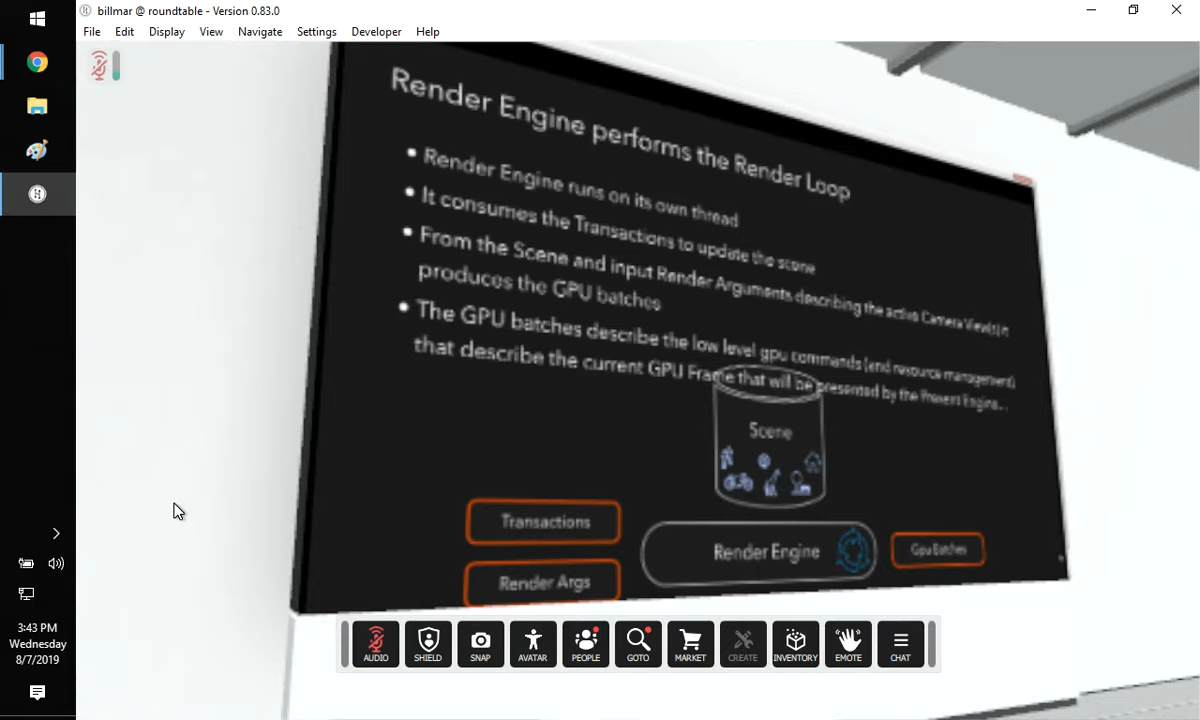 billmar @ roundtable - Version 0.83.0
File Edit Display View Navigate Settings Developer Help
Render Engine performs the Render Loop
• Render Engine runs on its own thread
• It consumes the Transactions to update the scene
• From the Scene and input Render Arguments describing the active Camera View(s) it
produces the GPU batches
• The GPU batches describe the low level gpu commands (and resource management)
that describe the current GPU Frame that will be presented by the Present Engine...
Scene
Transactions
Render Engine
Gpu Batches
Render Args
AUDIO SHIELD SNAP AVATAR PEOPLE GOTO MARKET CREATE INVENTORY EMOTE CHAT
3:43 PM
Wednesday
8/7/2019